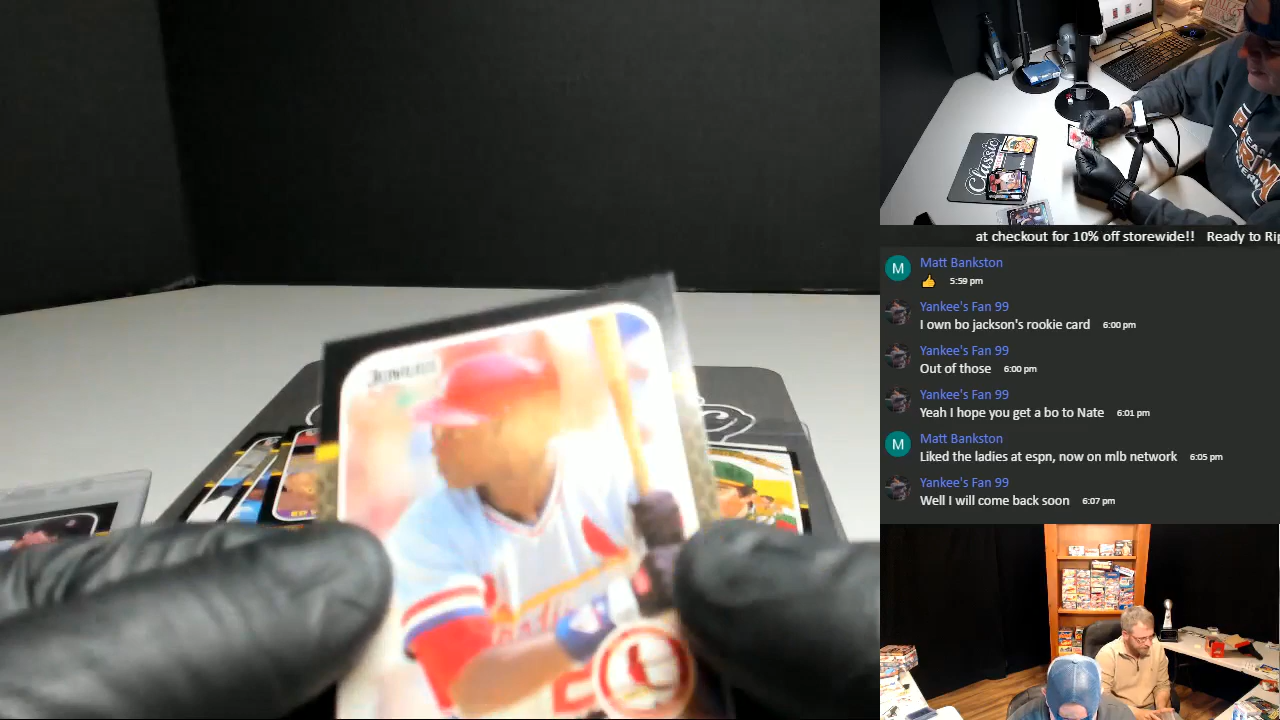 at checkout for 10% off storewide!! Ready to Rip
M Matt Bankston
👍 5:59 pm
Yankee's Fan 99
I own bo jackson's rookie card 6:00 pm
Yankee's Fan 99
Out of those 6:00 pm
Yankee's Fan 99
Yeah I hope you get a bo to Nate 6:01 pm
M Matt Bankston
Liked the ladies at espn, now on mlb network 6:05 pm
Yankee's Fan 99
Well I will come back soon 6:07 pm
Classic